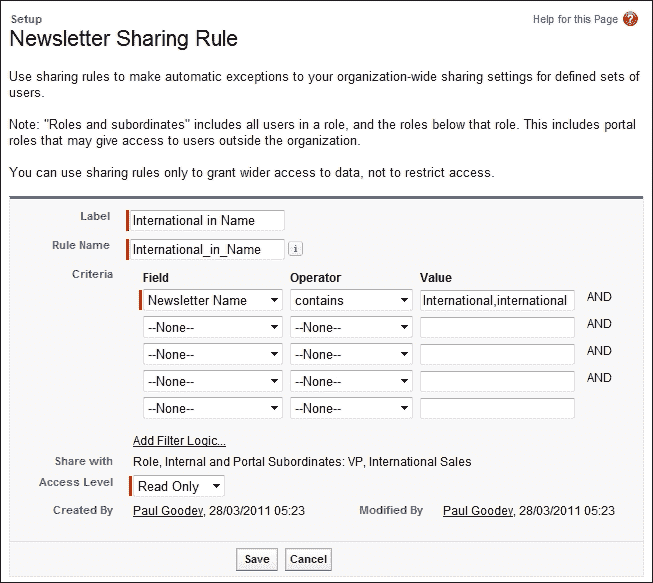 Setup
Help for this Page ?
Newsletter Sharing Rule
Use sharing rules to make automatic exceptions to your organization-wide sharing settings for defined sets of
users.
Note: "Roles and subordinates" includes all users in a role, and the roles below that role. This includes portal
roles that may give access to users outside the organization.
You can use sharing rules only to grant wider access to data, not to restrict access.
Label International in Name
Rule Name International_in_Name i
Criteria Field Operator Value
Newsletter Name contains International,international AND
--None-- --None-- AND
--None-- --None-- AND
--None-- --None-- AND
--None-- --None--
Add Filter Logic...
Share with Role, Internal and Portal Subordinates: VP, International Sales
Access Level Read Only
Created By Paul Goodey, 28/03/2011 05:23 Modified By Paul Goodey, 28/03/2011 05:23
Save Cancel